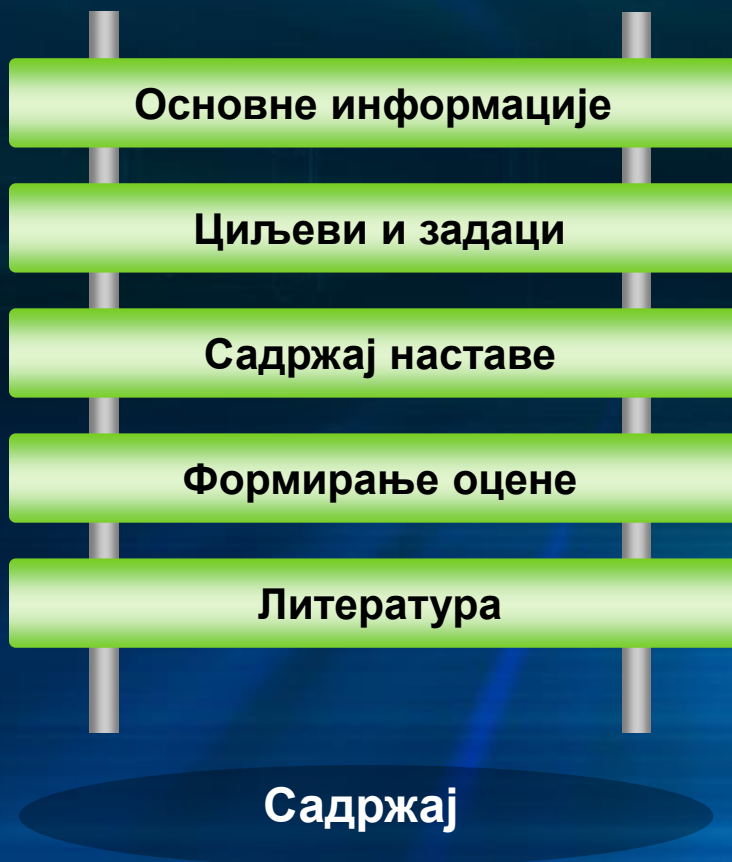 Основне информације
Циљеви и задаци
Садржај наставе
Формирање оцене
Литература
Садржај